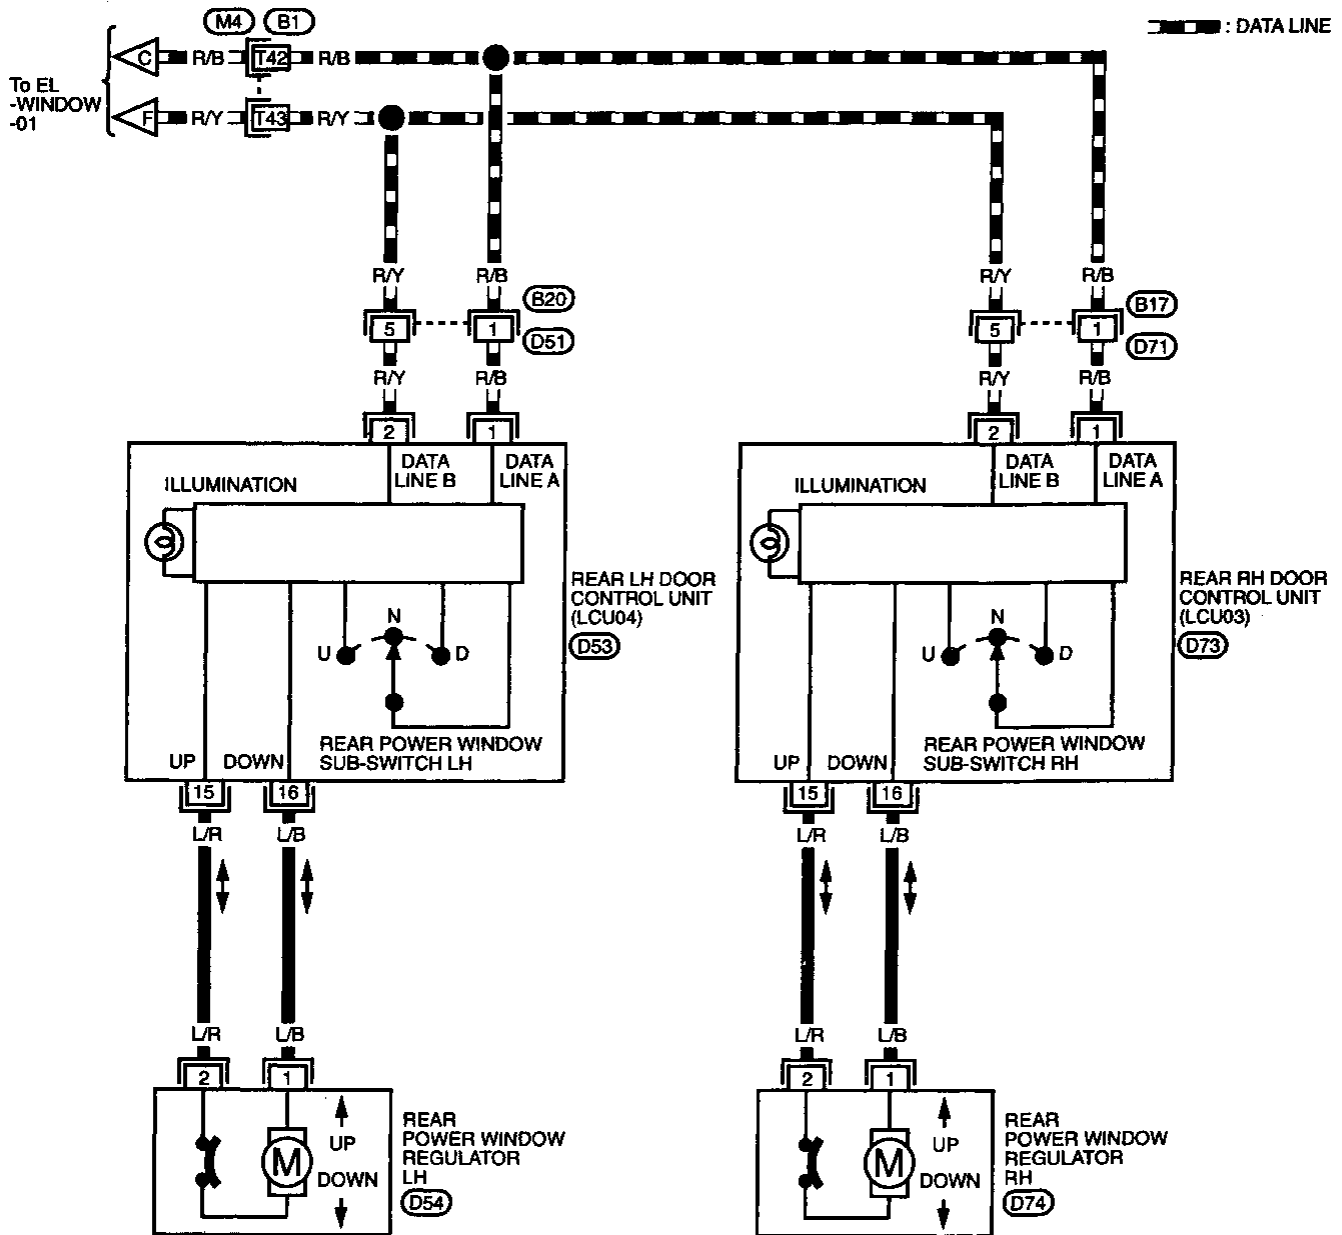 M4 B1
: DATA LINE
C R/B T42 R/B
To EL
-WINDOW
-01
F R/Y T43 R/Y
R/Y R/B R/Y R/B
B20 B17
5 1 5 1
D51 D71
R/Y R/B R/Y R/B
2 1 2 1
DATA LINE B DATA LINE A DATA LINE B DATA LINE A
ILLUMINATION ILLUMINATION
REAR LH DOOR
CONTROL UNIT
(LCU04)
D53
REAR RH DOOR
CONTROL UNIT
(LCU03)
D73
N N
U D U D
REAR POWER WINDOW
SUB-SWITCH LH
REAR POWER WINDOW
SUB-SWITCH RH
UP DOWN UP DOWN
15 16 15 16
L/R L/B L/R L/B
L/R L/B L/R L/B
2 1 2 1
M UP
DOWN
REAR
POWER WINDOW
REGULATOR
LH
D54
M UP
DOWN
REAR
POWER WINDOW
REGULATOR
RH
D74